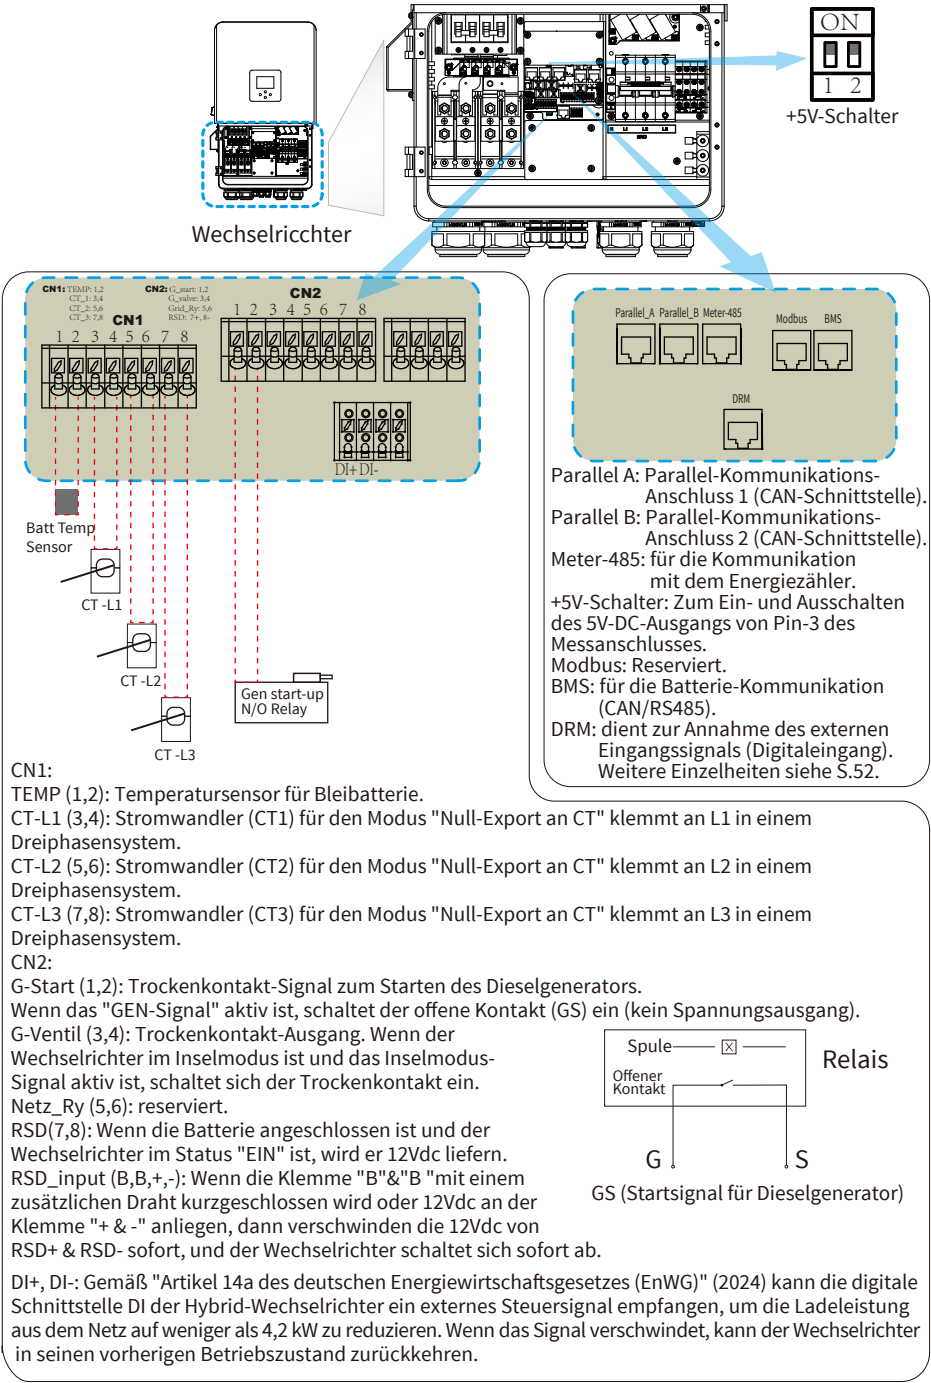 ON
1 2
+5V-Schalter
Wechselricchter
CN1: TEMP: 1,2
CT_1: 3,4
CT_2: 5,6
CT_3: 7,8
CN2: G_start: 1,2
G_valve: 3,4
Grid_Ry: 5,6
RSD: 7+, 8-
CN1
1 2 3 4 5 6 7 8
CN2
1 2 3 4 5 6 7 8
DI+ DI-
Batt Temp
Sensor
CT -L1
CT -L2
CT -L3
Gen start-up
N/O Relay
Parallel_A Parallel_B Meter-485
Modbus BMS
DRM
Parallel A: Parallel-Kommunikations-
Anschluss 1 (CAN-Schnittstelle).
Parallel B: Parallel-Kommunikations-
Anschluss 2 (CAN-Schnittstelle).
Meter-485: für die Kommunikation
mit dem Energiezähler.
+5V-Schalter: Zum Ein- und Ausschalten
des 5V-DC-Ausgangs von Pin-3 des
Messanschlusses.
Modbus: Reserviert.
BMS: für die Batterie-Kommunikation
(CAN/RS485).
DRM: dient zur Annahme des externen
Eingangssignals (Digitaleingang).
Weitere Einzelheiten siehe S.52.
CN1:
TEMP (1,2): Temperatursensor für Bleibatterie.
CT-L1 (3,4): Stromwandler (CT1) für den Modus "Null-Export an CT" klemmt an L1 in einem
Dreiphasensystem.
CT-L2 (5,6): Stromwandler (CT2) für den Modus "Null-Export an CT" klemmt an L2 in einem
Dreiphasensystem.
CT-L3 (7,8): Stromwandler (CT3) für den Modus "Null-Export an CT" klemmt an L3 in einem
Dreiphasensystem.
CN2:
G-Start (1,2): Trockenkontakt-Signal zum Starten des Dieselgenerators.
Wenn das "GEN-Signal" aktiv ist, schaltet der offene Kontakt (GS) ein (kein Spannungsausgang).
G-Ventil (3,4): Trockenkontakt-Ausgang. Wenn der
Wechselrichter im Inselmodus ist und das Inselmodus-
Signal aktiv ist, schaltet sich der Trockenkontakt ein.
Netz_Ry (5,6): reserviert.
RSD(7,8): Wenn die Batterie angeschlossen ist und der
Wechselrichter im Status "EIN" ist, wird er 12Vdc liefern.
RSD_input (B,B,+,-): Wenn die Klemme "B"&"B "mit einem
zusätzlichen Draht kurzgeschlossen wird oder 12Vdc an der
Klemme "+ & -" anliegen, dann verschwinden die 12Vdc von
RSD+ & RSD- sofort, und der Wechselrichter schaltet sich sofort ab.
Spule
Offener
Kontakt
Relais
G
S
GS (Startsignal für Dieselgenerator)
DI+, DI-: Gemäß "Artikel 14a des deutschen Energiewirtschaftsgesetzes (EnWG)" (2024) kann die digitale
Schnittstelle DI der Hybrid-Wechselrichter ein externes Steuersignal empfangen, um die Ladeleistung
aus dem Netz auf weniger als 4,2 kW zu reduzieren. Wenn das Signal verschwindet, kann der Wechselrichter
in seinen vorherigen Betriebszustand zurückkehren.